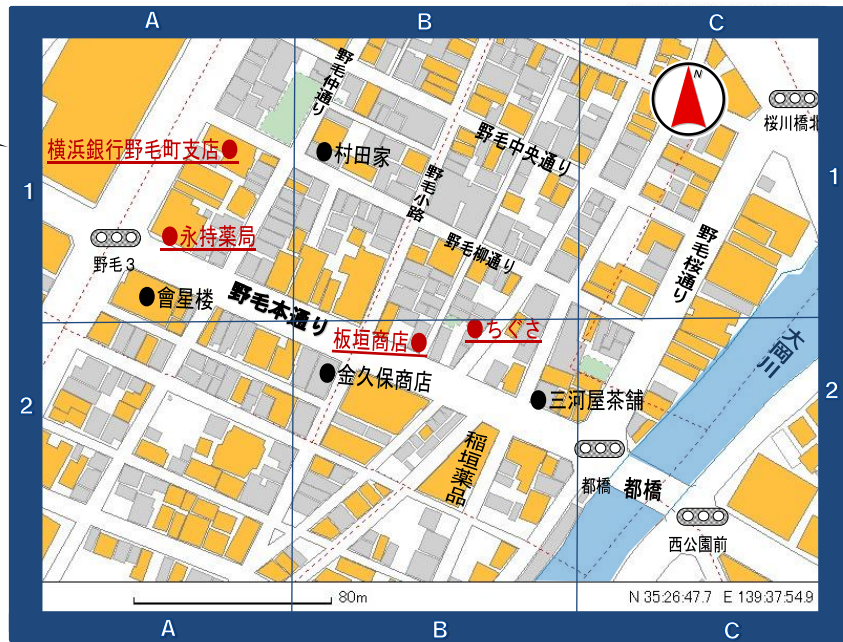 A
B
C
野毛仲通り
N
桜川橋北
野毛中央通り
横浜銀行野毛町支店
村田家
1
1
野毛小路
野毛柳通り
野毛桜通り
永持薬局
野毛3
會星楼
野毛本通り
ちぐさ
板垣商店
大岡川
金久保商店
2
2
三河屋茶舗
稲垣薬品
都橋
都橋
西公園前
80m
N 35:26:47.7 E 139:37:54.9
A
B
C